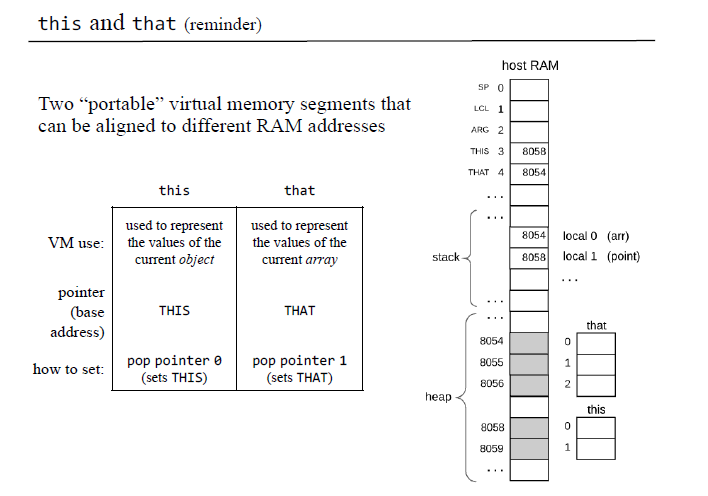 this and that (reminder)
Two “portable” virtual memory segments that
can be aligned to different RAM addresses
this that
VM use:
used to represent
the values of the
current object
used to represent
the values of the
current array
pointer
(base
address)
THIS THAT
how to set:
pop pointer 0
(sets THIS)
pop pointer 1
(sets THAT)
host RAM
SP 0
LCL 1
ARG 2
THIS 3 8058
THAT 4 8054
...
...
stack
8054 local 0 (arr)
8058 local 1 (point)
...
...
...
heap
that
8054 0
8055 1
8056 2
this
8058 0
8059 1
...